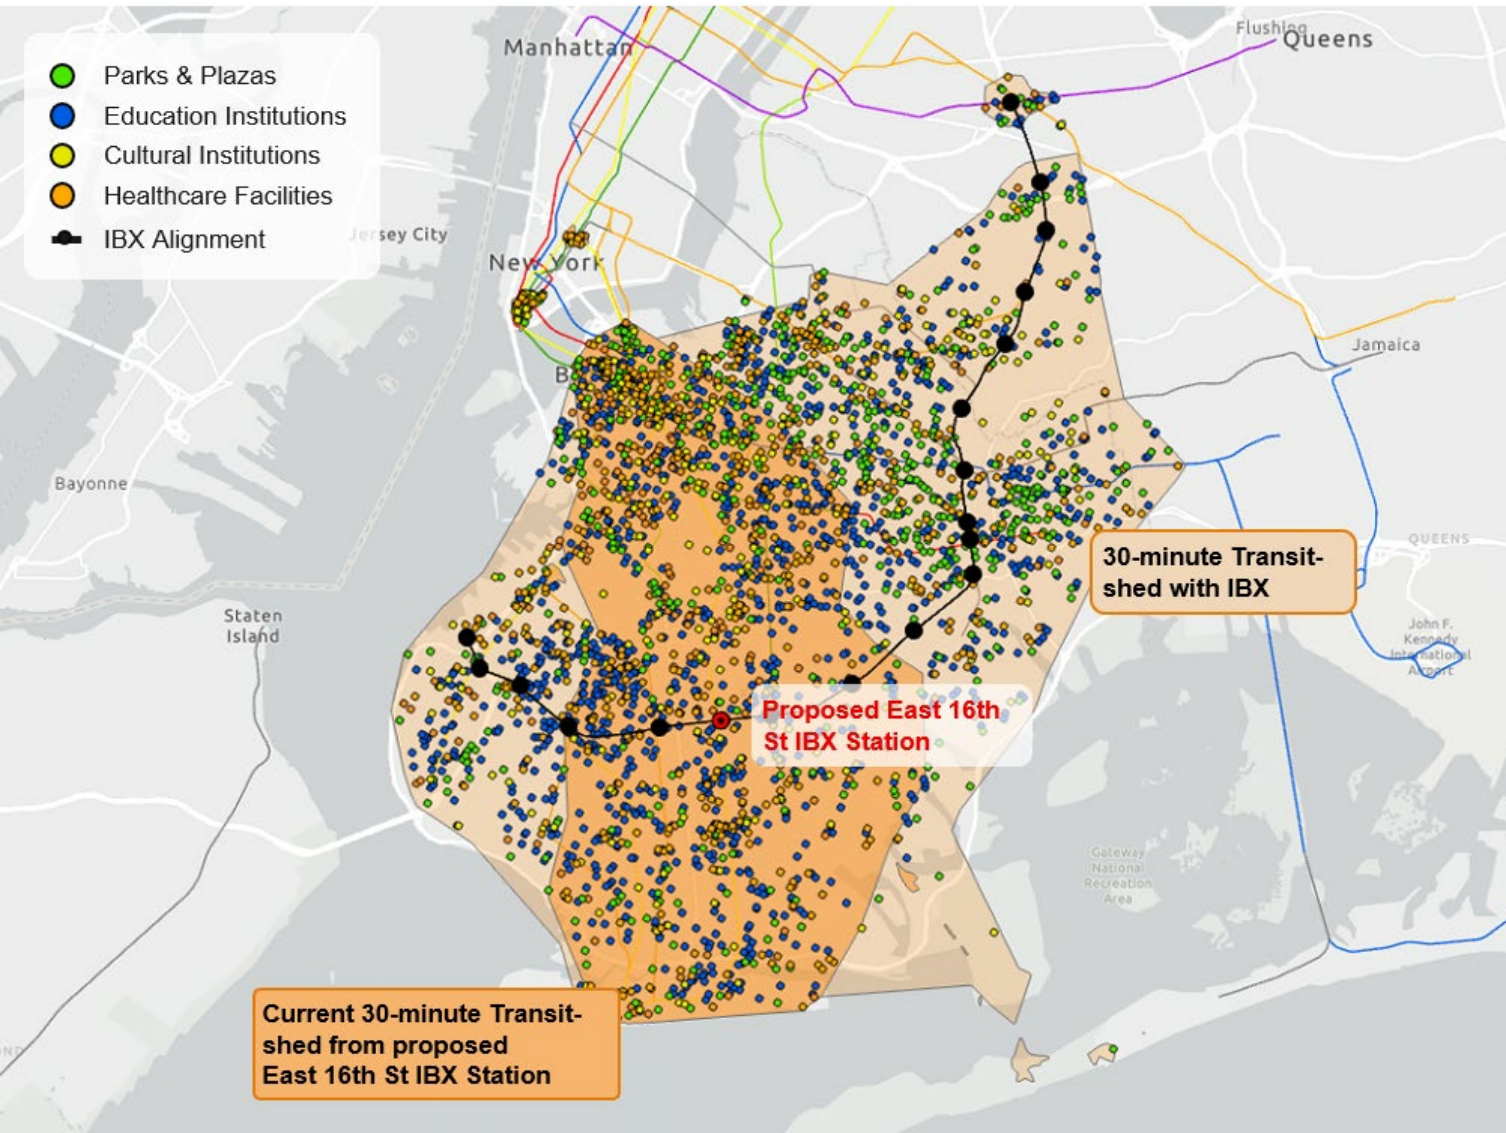 Parks & Plazas
Education Institutions
Cultural Institutions
Healthcare Facilities
IBX Alignment
Manhattan
Flushing
Queens
Jersey City
New York
Jamaica
Bayonne
QUEENS
30-minute Transit-
shed with IBX
Staten
Island
John F.
Kennedy
International
Airport
Proposed East 16th
St IBX Station
Gateway
National
Recreation
Area
Current 30-minute Transit-
shed from proposed
East 16th St IBX Station